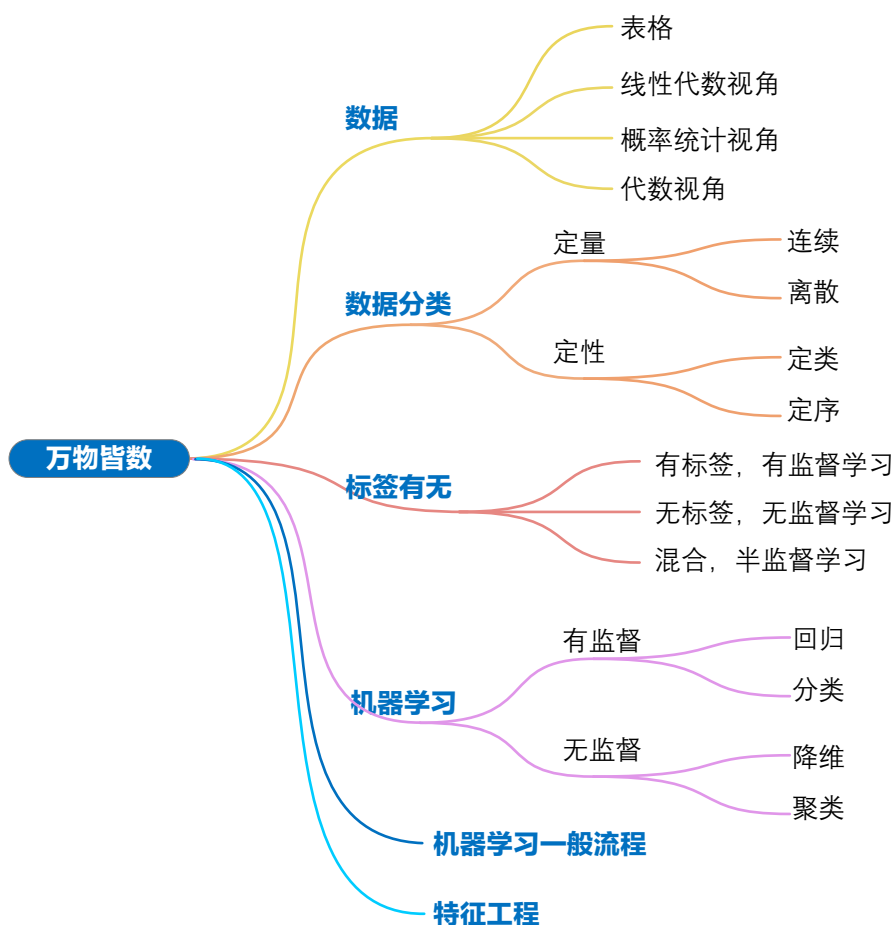 表格
线性代数视角
数据
概率统计视角
代数视角
定量
连续
离散
数据分类
定性
定类
定序
万物皆数
标签有无
有标签，有监督学习
无标签，无监督学习
混合，半监督学习
有监督
回归
分类
机器学习
无监督
降维
聚类
机器学习一般流程
特征工程